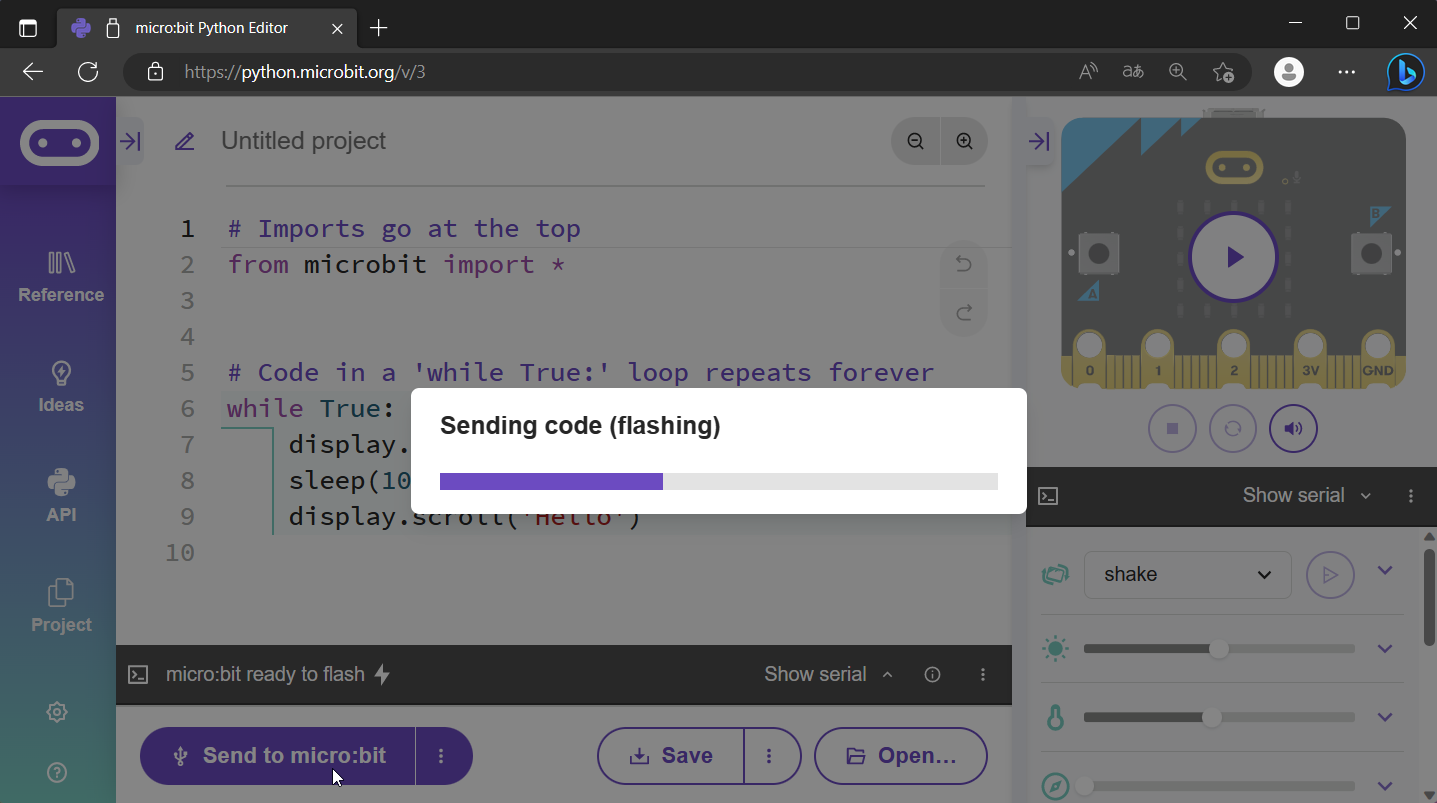 micro:bit Python Editor
https://python.microbit.org/v/3
Untitled project
1 # Imports go at the top
2 from microbit import *
3
4
5 # Code in a 'while True:' loop repeats forever
6 while True:
7 display.
8 sleep(10
9 display.scroll('Hello')
10
Sending code (flashing)
Reference
Ideas
API
Project
micro:bit ready to flash
Show serial
Send to micro:bit
Save
Open...
B
A
0 1 2 3V GND
Show serial
shake